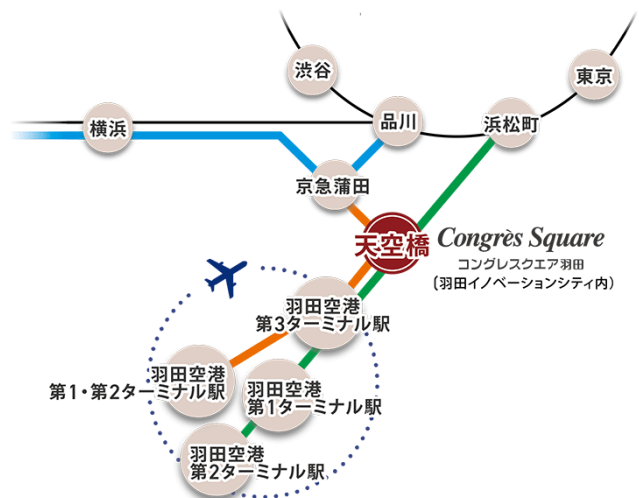 渋谷
東京
横浜
品川
浜松町
京急蒲田
天空橋
Congrès Square
コングレスクエア羽田
(羽田イノベーションシティ内)
羽田空港
第3ターミナル駅
羽田空港
第1・第2ターミナル駅
羽田空港
第1ターミナル駅
羽田空港
第2ターミナル駅